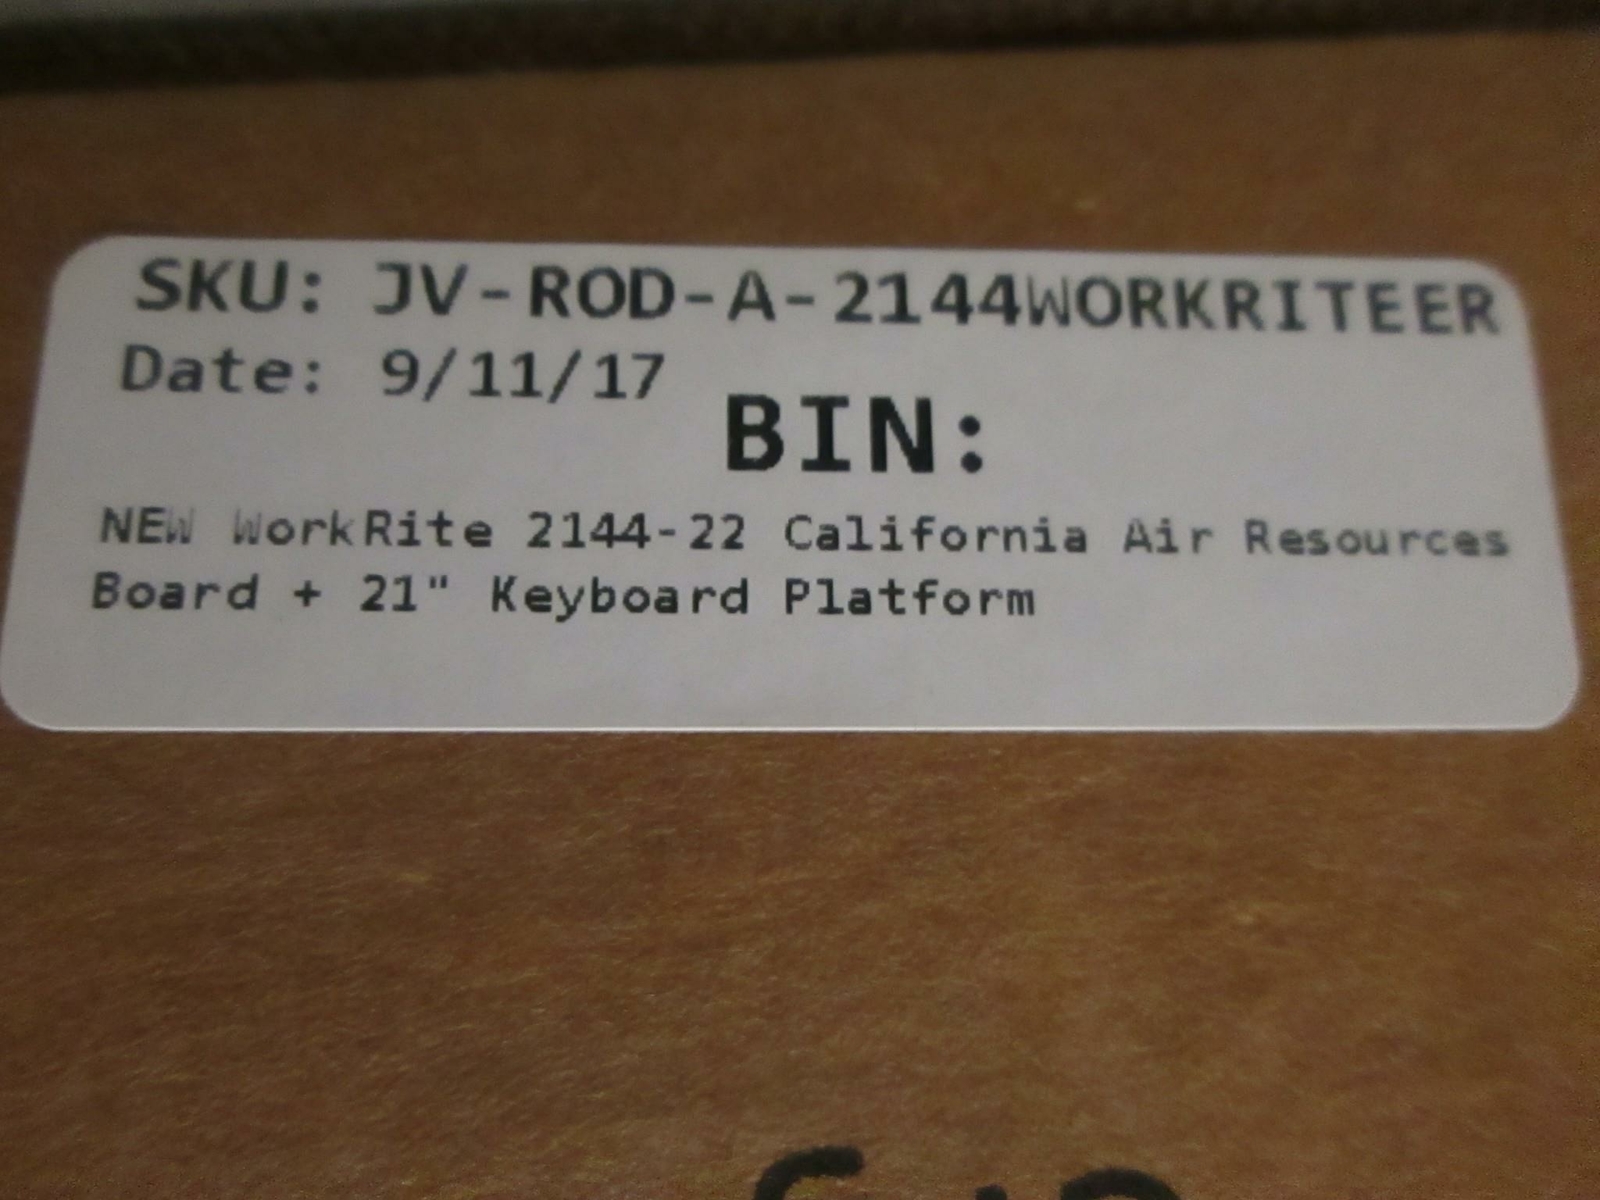 SKU: JV-ROD-A-2144WORKRITEER
Date: 9/11/17
BIN:
NEW WorkRite 2144-22 California Air Resources
Board + 21" Keyboard Platform